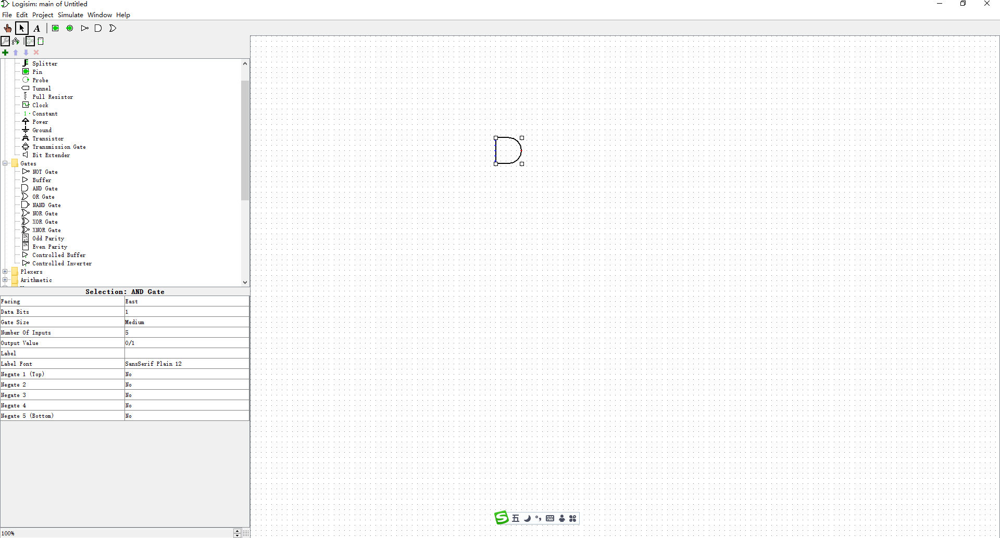 Logisim: main of Untitled
File Edit Project Simulate Window Help
A
Splitter
Pin
Probe
Tunnel
Pull Resistor
Clock
1 Constant
Power
Ground
Transistor
Transmission Gate
Bit Extender
Gates
NOT Gate
Buffer
AND Gate
OR Gate
NAND Gate
NOR Gate
XOR Gate
XNOR Gate
2k+1 Odd Parity
2k Even Parity
Controlled Buffer
Controlled Inverter
Plexers
Arithmetic
Selection: AND Gate
Facing East
Data Bits 1
Gate Size Medium
Number Of Inputs 5
Output Value 0/1
Label
Label Font SansSerif Plain 12
Negate 1 (Top) No
Negate 2 No
Negate 3 No
Negate 4 No
Negate 5 (Bottom) No
S 五
100%